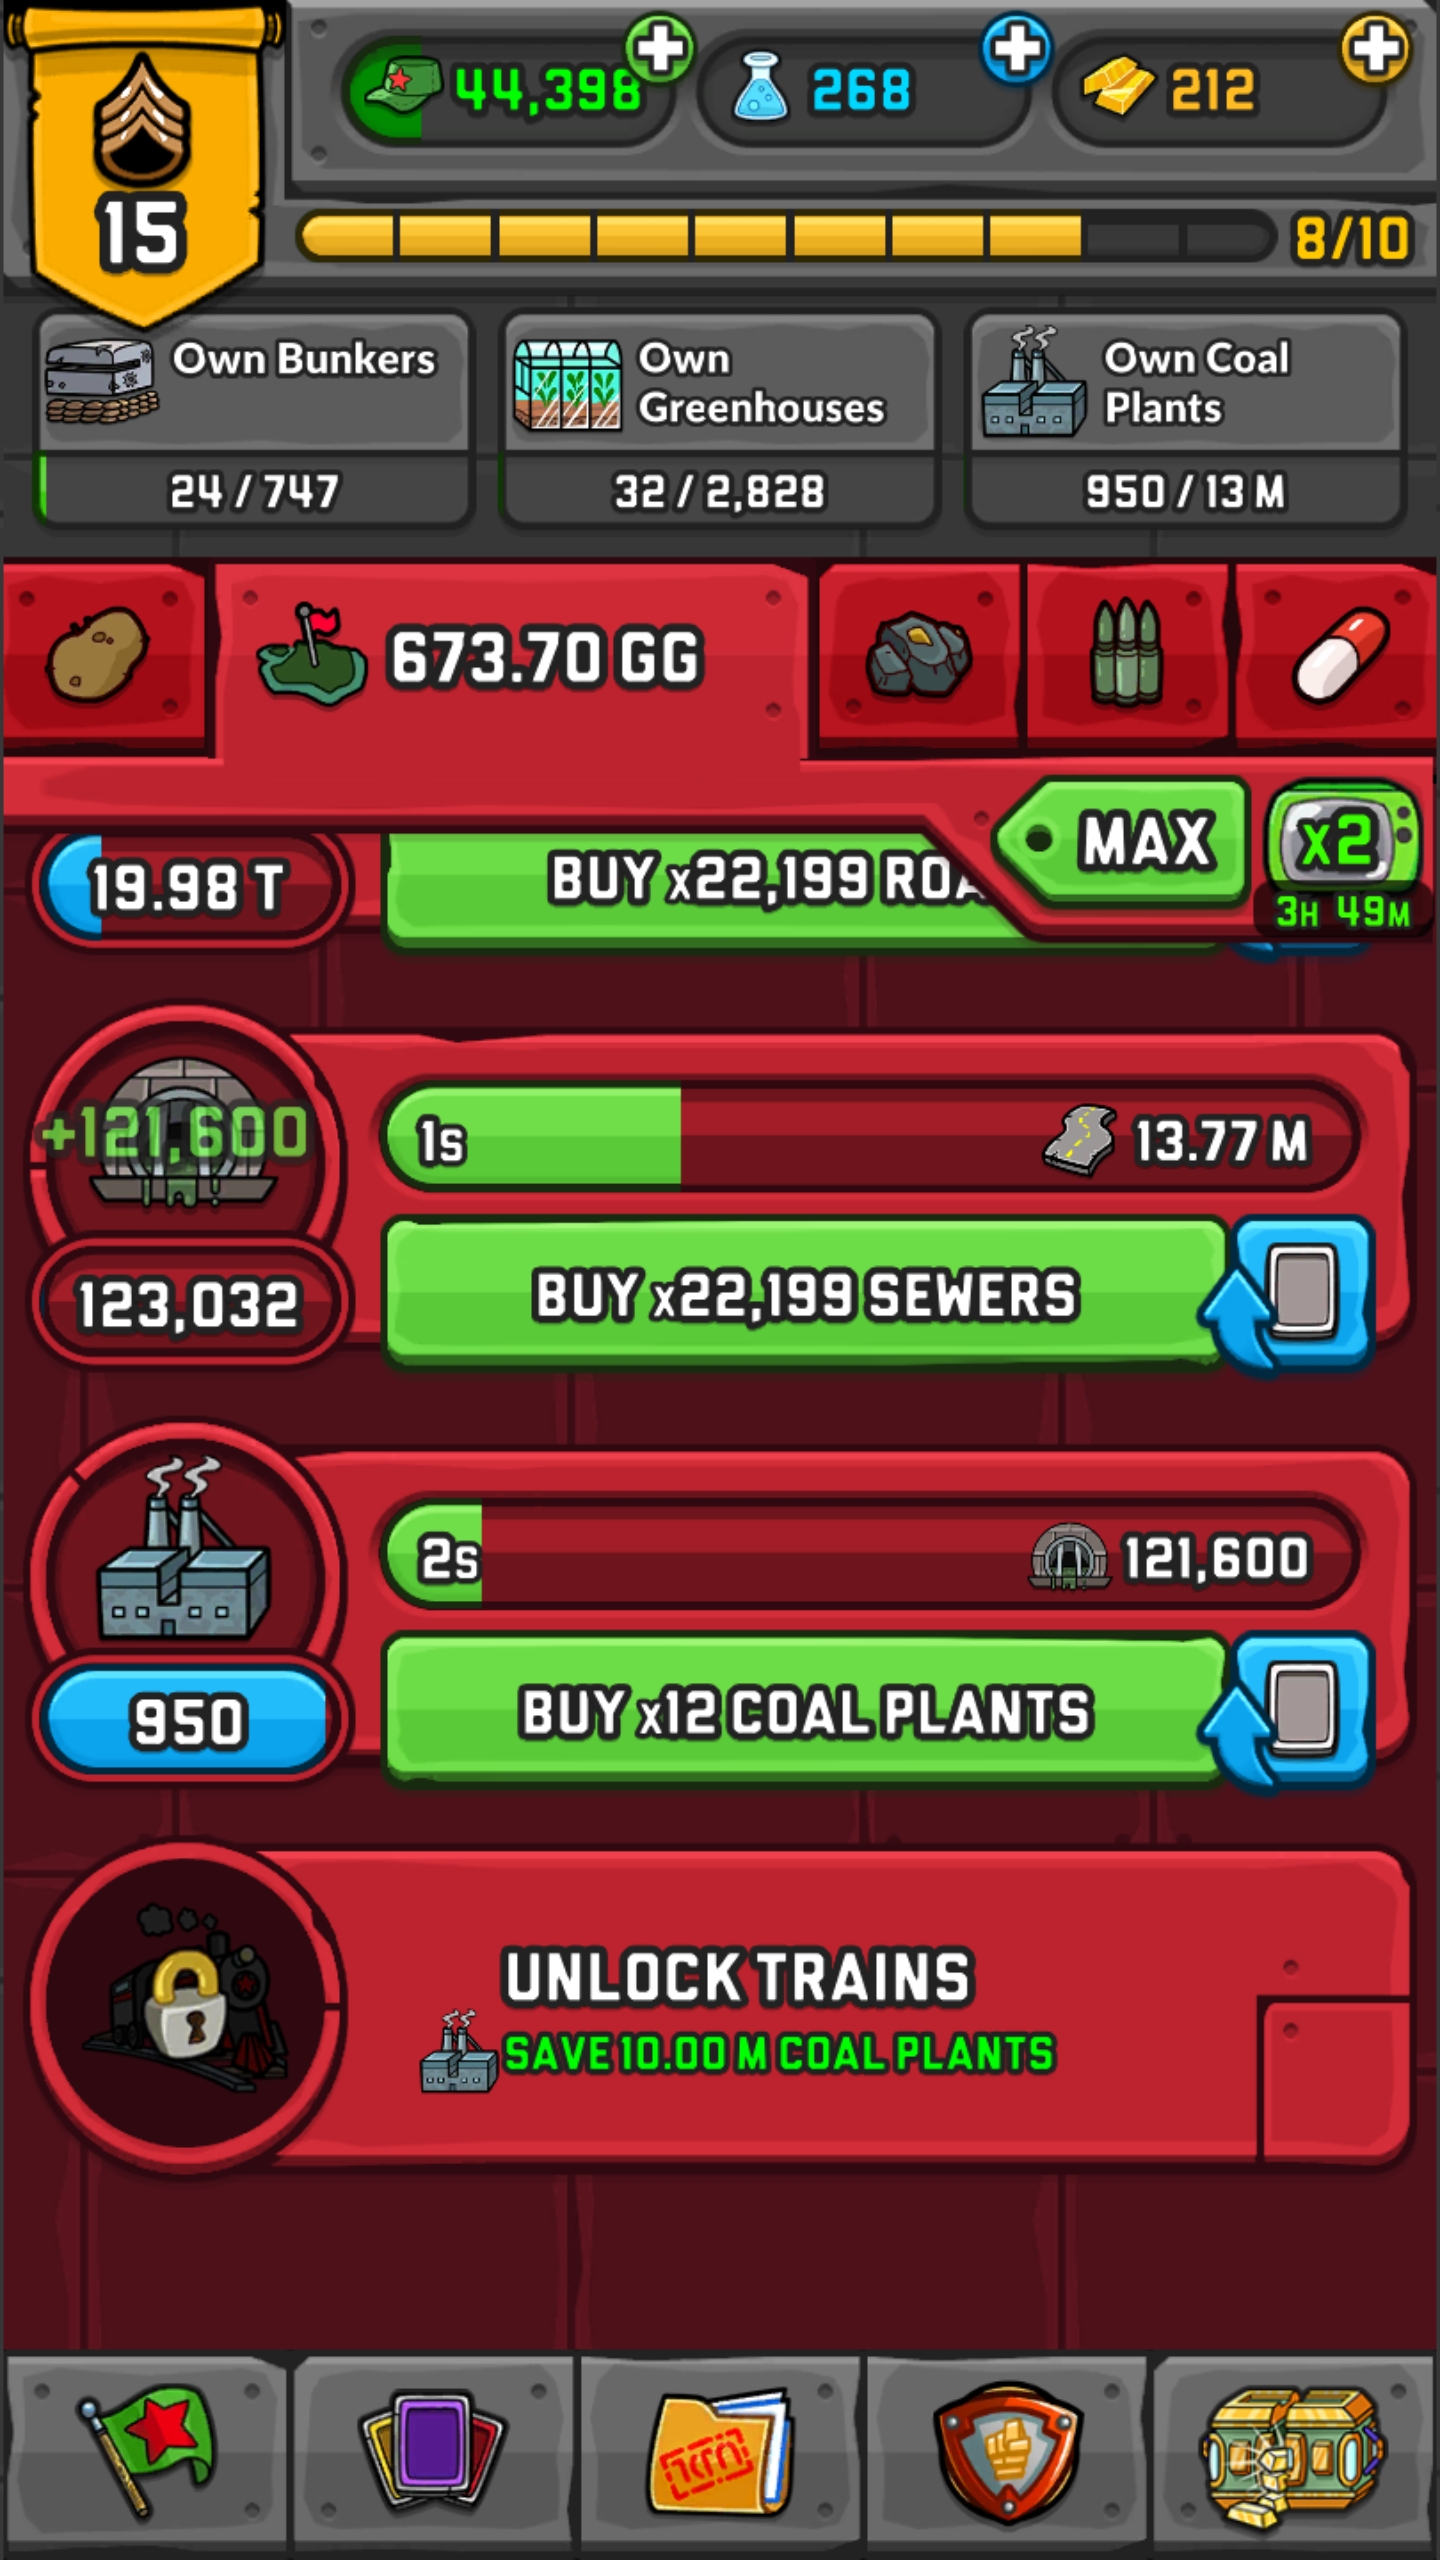 44,398
268
212
15
8/10
Own Bunkers
24 / 747
Own
Greenhouses
32 / 2,828
Own Coal
Plants
950 / 13 M
673.70 GG
MAX
x2
3H 49M
19.98 T
BUY x22,199 ROA
+121,600
1s
13.77 M
123,032
BUY x22,199 SEWERS
2s
121,600
950
BUY x12 COAL PLANTS
UNLOCK TRAINS
SAVE 10.00 M COAL PLANTS